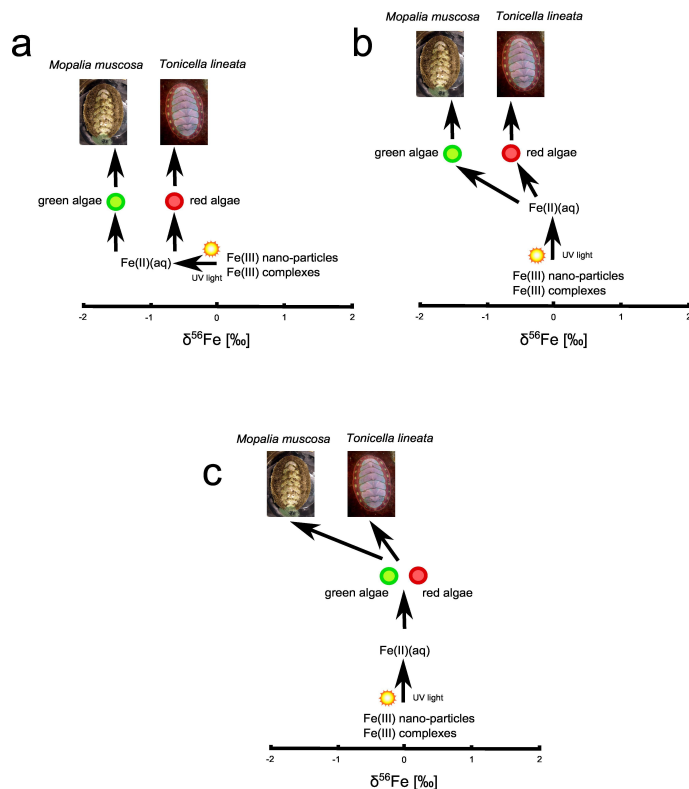 a
Mopalia muscosa
Tonicella lineata
green algae
red algae
Fe(II)(aq)
UV light
Fe(III) nano-particles
Fe(III) complexes
-2
-1
0
1
2
δ⁵⁶Fe [‰]
b
Mopalia muscosa
Tonicella lineata
green algae
red algae
Fe(II)(aq)
UV light
Fe(III) nano-particles
Fe(III) complexes
-2
-1
0
1
2
δ⁵⁶Fe [‰]
c
Mopalia muscosa
Tonicella lineata
green algae
red algae
Fe(II)(aq)
UV light
Fe(III) nano-particles
Fe(III) complexes
-2
-1
0
1
2
δ⁵⁶Fe [‰]